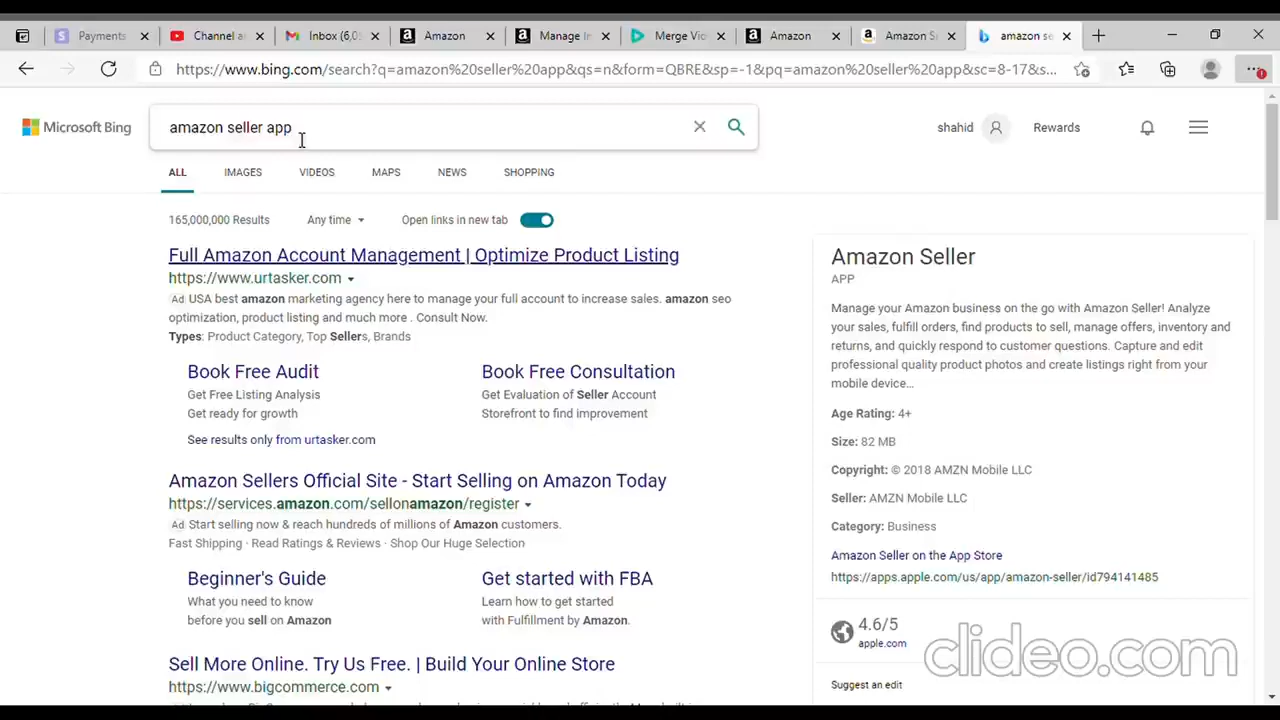 Payments
Channel a
Inbox (6,0
Amazon
Manage In
Merge Vio
Amazon
Amazon S
amazon se
https://www.bing.com/search?q=amazon%20seller%20app&qs=n&form=QBRE&sp=-1&pq=amazon%20seller%20app&sc=8-17&s...
Microsoft Bing
amazon seller app
shahid
Rewards
ALL IMAGES VIDEOS MAPS NEWS SHOPPING
165,000,000 Results Any time Open links in new tab
Full Amazon Account Management | Optimize Product Listing
https://www.urtasker.com
Ad USA best amazon marketing agency here to manage your full account to increase sales. amazon seo
optimization, product listing and much more . Consult Now.
Types: Product Category, Top Sellers, Brands
Book Free Audit
Get Free Listing Analysis
Get ready for growth
Book Free Consultation
Get Evaluation of Seller Account
Storefront to find improvement
See results only from urtasker.com
Amazon Sellers Official Site - Start Selling on Amazon Today
https://services.amazon.com/sellonamazon/register
Ad Start selling now & reach hundreds of millions of Amazon customers.
Fast Shipping · Read Ratings & Reviews · Shop Our Huge Selection
Beginner's Guide
What you need to know
before you sell on Amazon
Get started with FBA
Learn how to get started
with Fulfillment by Amazon.
Sell More Online. Try Us Free. | Build Your Online Store
https://www.bigcommerce.com
Amazon Seller
APP
Manage your Amazon business on the go with Amazon Seller! Analyze
your sales, fulfill orders, find products to sell, manage offers, inventory and
returns, and quickly respond to customer questions. Capture and edit
professional quality product photos and create listings right from your
mobile device...
Age Rating: 4+
Size: 82 MB
Copyright: © 2018 AMZN Mobile LLC
Seller: AMZN Mobile LLC
Category: Business
Amazon Seller on the App Store
https://apps.apple.com/us/app/amazon-seller/id794141485
4.6/5
apple.com
Suggest an edit
clideo.com